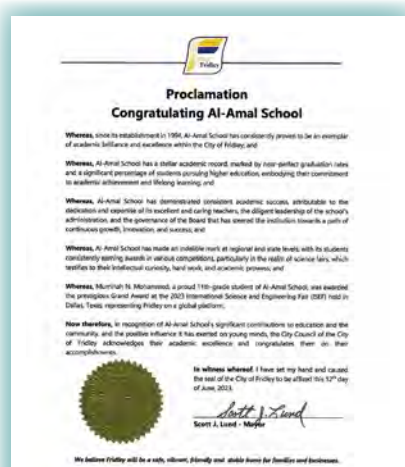 Fridley
Proclamation
Congratulating Al-Amal School
Whereas, since its establishment in 1994, Al-Amal School has consistently proved to be an exemplar
of academic brilliance and excellence within the City of Fridley; and
Whereas, Al-Amal School has a stellar academic record, marked by near-perfect graduation rates
and a significant percentage of students pursuing higher education, embodying their commitment
to academic achievement and lifelong learning; and
Whereas, Al-Amal School has demonstrated consistent academic success, attributable to the
dedication and expertise of its excellent and caring teachers, the diligent leadership of the school's
administration, and the governance of the Board that has steered the institution towards a path of
continuous growth, innovation, and success; and
Whereas, Al-Amal School has made an indelible mark at regional and state levels, with its students
consistently earning awards in various competitions, particularly in the realm of science fairs, which
testifies to their intellectual curiosity, hard work, and academic prowess; and
Whereas, N. Mohammed, a proud 11th-grade student of Al-Amal School, was awarded
the prestigious Grand Award at the 2023 International Science and Engineering Fair (ISEF) held in
Dallas, Texas, representing Fridley on a global platform.
Now therefore, in recognition of Al-Amal School's significant contributions to education and the
community, and the positive influence it has exerted on young minds, the City Council of the City
of Fridley acknowledges their academic excellence and congratulates them on their
accomplishments.
In witness whereof, I have set my hand and caused
the seal of the City of Fridley to be affixed this 12th day
of June, 2023.
Scott J. Lund
Scott J. Lund - Mayor
We believe Fridley will be a safe, vibrant, friendly and stable home for families and businesses.